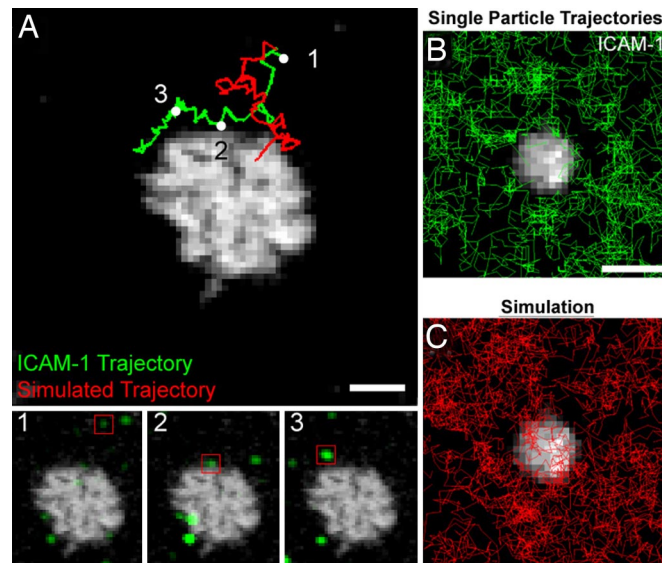 A
1
3
2
ICAM-1 Trajectory
Simulated Trajectory
1
2
3
Single Particle Trajectories
B
ICAM-1
Simulation
C